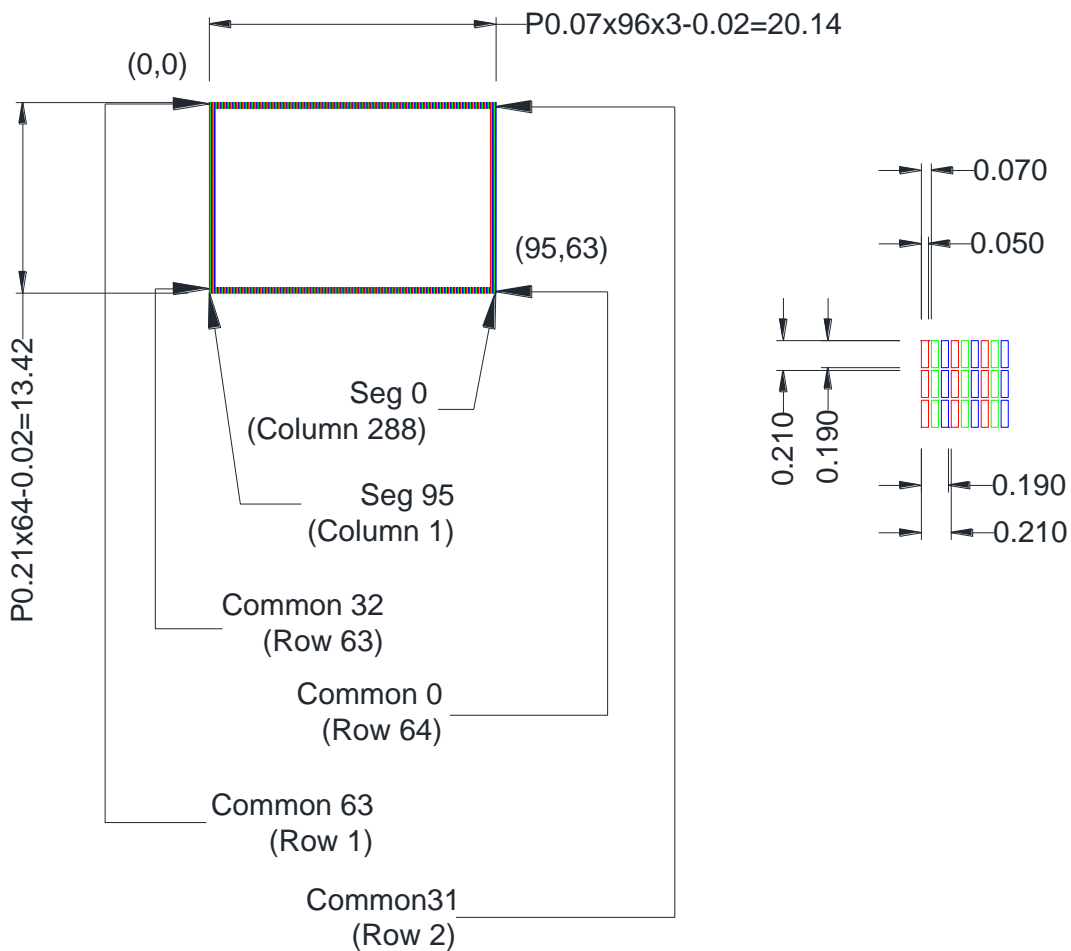 P0.07x96x3-0.02=20.14
(0,0)
(95,63)
P0.21x64-0.02=13.42
Seg 0
(Column 288)
Seg 95
(Column 1)
Common 32
(Row 63)
Common 0
(Row 64)
Common 63
(Row 1)
Common31
(Row 2)
0.070
0.050
0.210
0.190
0.190
0.210